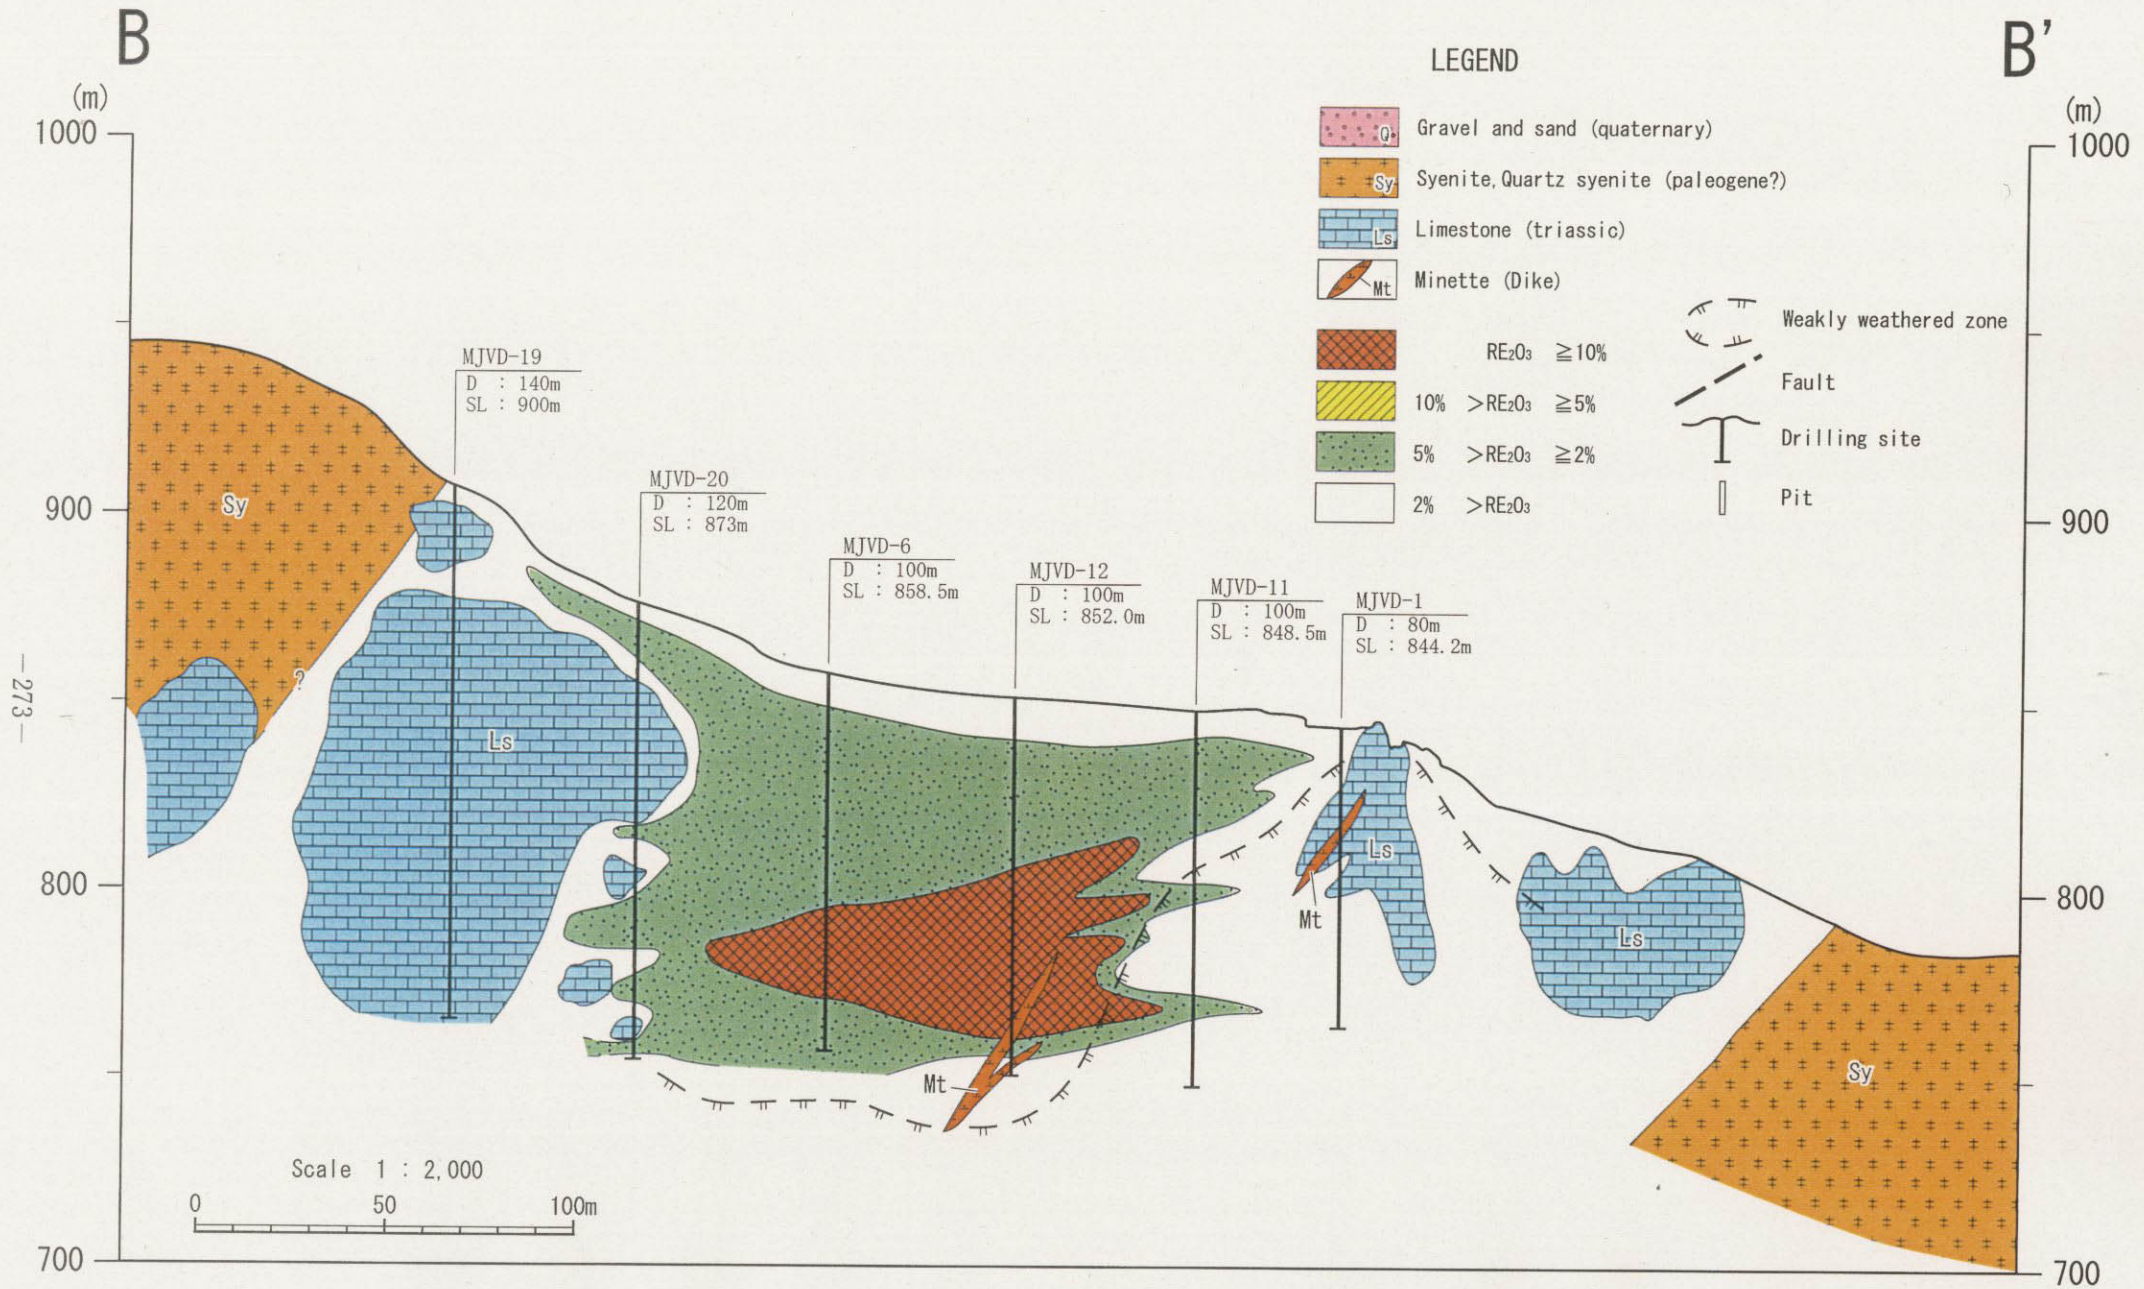 B
B'
(m)
1000
900
800
700
(m)
1000
900
800
700
LEGEND
Q Gravel and sand (quaternary)
Sy Syenite, Quartz syenite (paleogene?)
Ls Limestone (triassic)
Mt Minette (Dike)
RE₂O₃ ≧10%
10% >RE₂O₃ ≧5%
5% >RE₂O₃ ≧2%
2% >RE₂O₃
Weakly weathered zone
Fault
Drilling site
Pit
MJVD-19
D : 140m
SL : 900m
MJVD-20
D : 120m
SL : 873m
MJVD-6
D : 100m
SL : 858.5m
MJVD-12
D : 100m
SL : 852.0m
MJVD-11
D : 100m
SL : 848.5m
MJVD-1
D : 80m
SL : 844.2m
Sy
?
Ls
Ls
Mt
Ls
Mt
Sy
—273—
Scale 1 : 2,000
0 50 100m